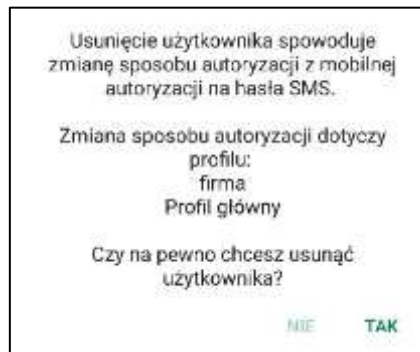 Usunięcie użytkownika spowoduje
zmianę sposobu autoryzacji z mobilnej
autoryzacji na hasła SMS.
Zmiana sposobu autoryzacji dotyczy
profilu:
firma
Profil główny
Czy na pewno chcesz usunąć
użytkownika?
NIE TAK